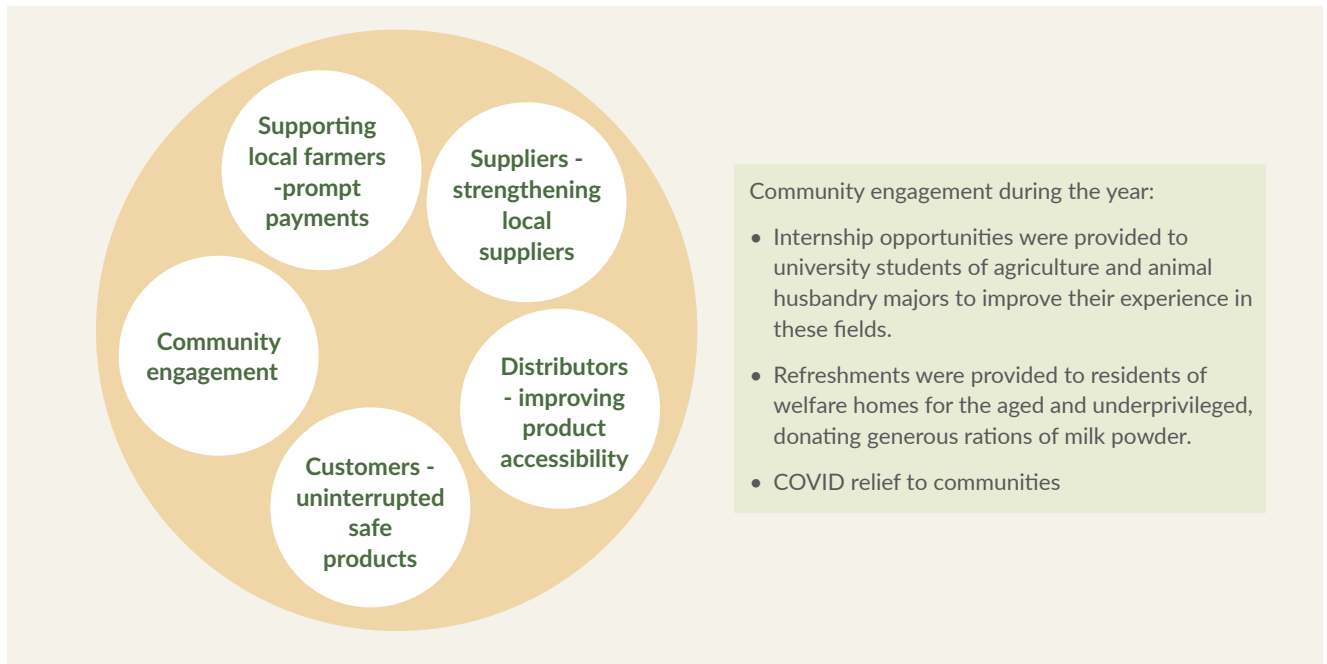 Supporting
local farmers
-prompt
payments
Suppliers -
strengthening
local
suppliers
Community
engagement
Distributors
- improving
product
accessibility
Customers -
uninterrupted
safe
products
Community engagement during the year:
• Internship opportunities were provided to
university students of agriculture and animal
husbandry majors to improve their experience in
these fields.
• Refreshments were provided to residents of
welfare homes for the aged and underprivileged,
donating generous rations of milk powder.
• COVID relief to communities